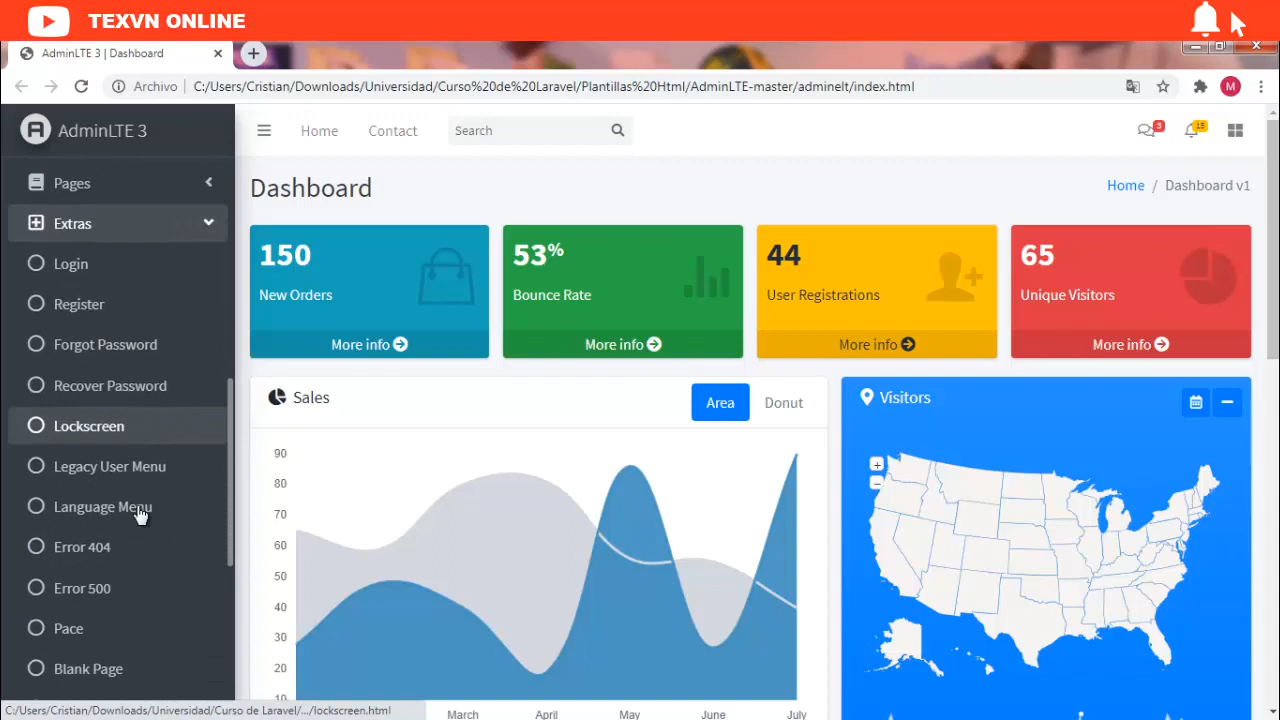 TEXVN ONLINE
AdminLTE 3 | Dashboard
Archivo
C:/Users/Cristian/Downloads/Universidad/Curso%20de%20Laravel/Plantillas%20Html/AdminLTE-master/adminelt/index.html
M
AdminLTE 3
Home
Contact
Search
3
15
Pages
Extras
Login
Register
Forgot Password
Recover Password
Lockscreen
Legacy User Menu
Language Menu
Error 404
Error 500
Pace
Blank Page
Dashboard
Home / Dashboard v1
150
New Orders
More info
53%
Bounce Rate
More info
44
User Registrations
More info
65
Unique Visitors
More info
Sales
Area
Donut
90
80
70
60
50
40
30
20
10
March
April
May
June
July
Visitors
+
−
C:/Users/Cristian/Downloads/Universidad/Curso de Laravel/.../lockscreen.html